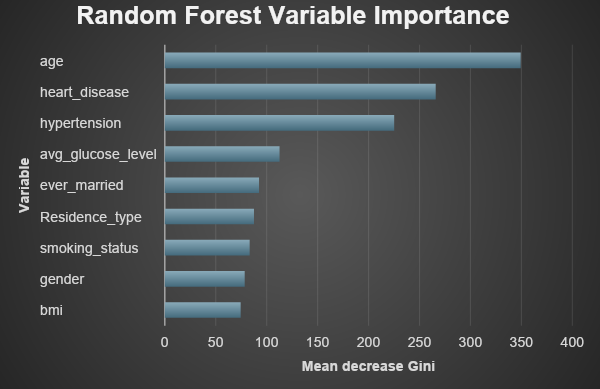 Random Forest Variable Importance
age
heart_disease
hypertension
avg_glucose_level
ever_married
Residence_type
smoking_status
gender
bmi
Variable
0 50 100 150 200 250 300 350 400
Mean decrease Gini